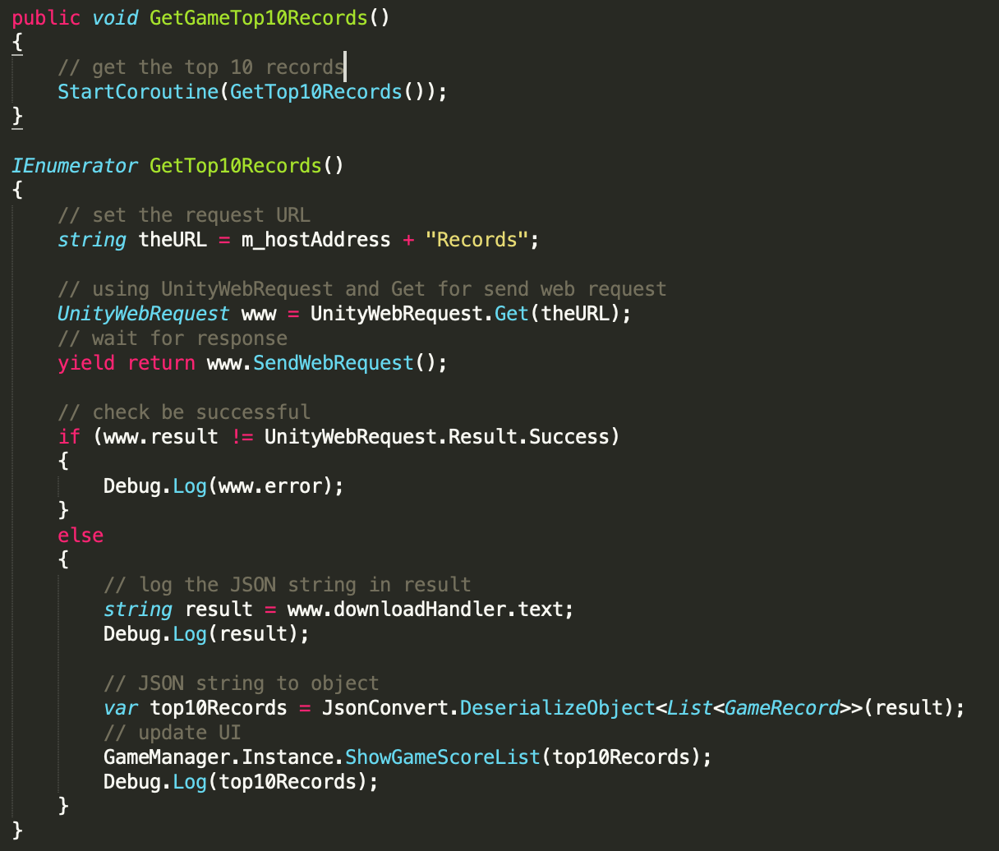 public void GetGameTop10Records()
{
    // get the top 10 records
    StartCoroutine(GetTop10Records());
}

IEnumerator GetTop10Records()
{
    // set the request URL
    string theURL = m_hostAddress + "Records";

    // using UnityWebRequest and Get for send web request
    UnityWebRequest www = UnityWebRequest.Get(theURL);
    // wait for response
    yield return www.SendWebRequest();

    // check be successful
    if (www.result != UnityWebRequest.Result.Success)
    {
        Debug.Log(www.error);
    }
    else
    {
        // log the JSON string in result
        string result = www.downloadHandler.text;
        Debug.Log(result);

        // JSON string to object
        var top10Records = JsonConvert.DeserializeObject<List<GameRecord>>(result);
        // update UI
        GameManager.Instance.ShowGameScoreList(top10Records);
        Debug.Log(top10Records);
    }
}